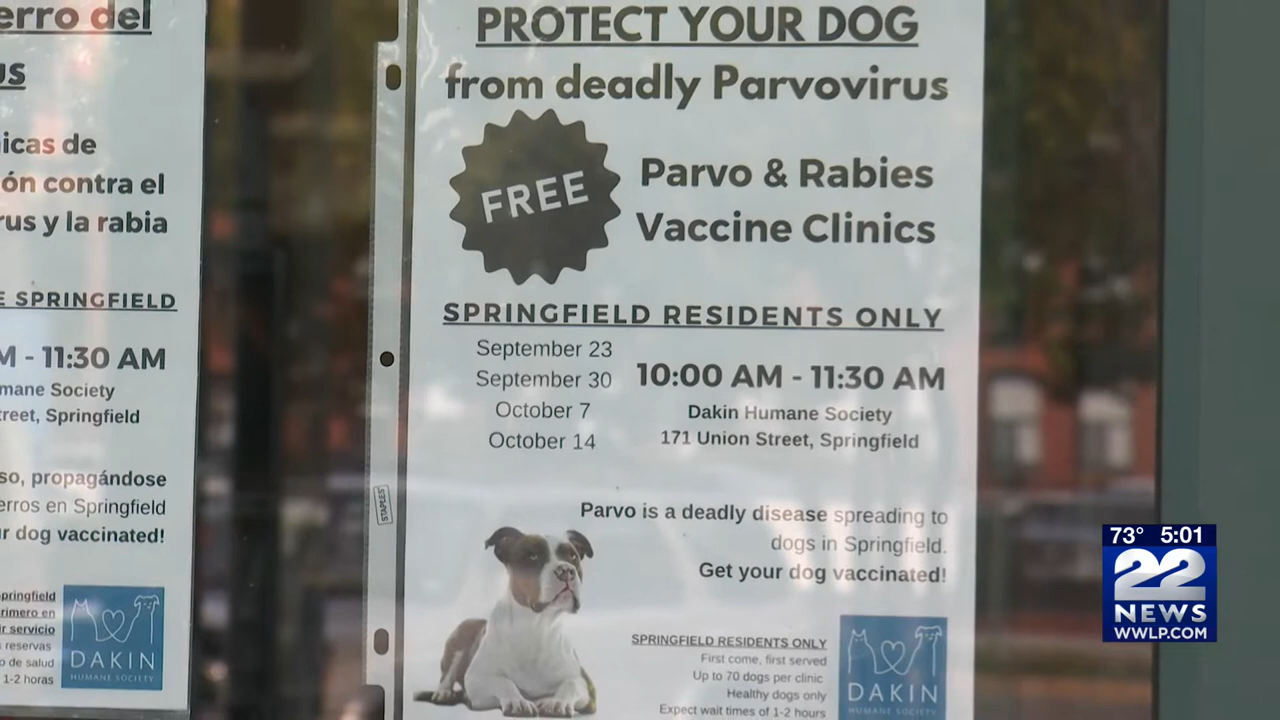 erro del
US
icas de
ón contra el
rus y la rabia
E SPRINGFIELD
M - 11:30 AM
mane Society
reet, Springfield
so, propagándose
erros en Springfield
r dog vaccinated!
pringfield
rimero en
ir servicio
reservas
o de salud
1-2 horas
DAKIN
HUMANE SOCIETY
STAPLES
PROTECT YOUR DOG
from deadly Parvovirus
FREE
Parvo & Rabies
Vaccine Clinics
SPRINGFIELD RESIDENTS ONLY
September 23
September 30
October 7
October 14
10:00 AM - 11:30 AM
Dakin Humane Society
171 Union Street, Springfield
Parvo is a deadly disease spreading to
dogs in Springfield.
Get your dog vaccinated!
SPRINGFIELD RESIDENTS ONLY
First come, first served
Up to 70 dogs per clinic
Healthy dogs only
Expect wait times of 1-2 hours
DAKIN
HUMANE SOCIETY
73° 5:01
22
NEWS
WWLP.COM